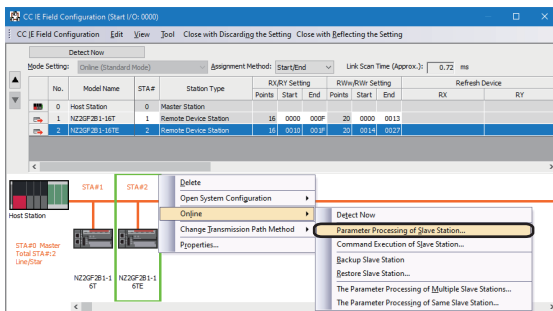 CC IE Field Configuration (Start I/O: 0000)
CC IE Field Configuration Edit View Tool Close with Discarding the Setting Close with Reflecting the Setting
Detect Now
Mode Setting: Online (Standard Mode) Assignment Method: Start/End Link Scan Time (Approx.): 0.72 ms
No. Model Name STA# Station Type RX/RY Setting RWw/RWr Setting Refresh Device
Points Start End Points Start End RX RY
0 Host Station 0 Master Station
1 NZ2GF2B1-16T 1 Remote Device Station 16 0000 000F 20 0000 0013
2 NZ2GF2B1-16TE 2 Remote Device Station 16 0010 001F 20 0014 0027
STA#1 STA#2
Host Station
STA#0 Master
Total STA#:2
Line/Star
NZ2GF2B1-1
6T
NZ2GF2B1-1
6TE
Delete
Open System Configuration
Online
Change Transmission Path Method
Properties...
Detect Now
Parameter Processing of Slave Station...
Command Execution of Slave Station...
Backup Slave Station
Restore Slave Station...
The Parameter Processing of Multiple Slave Stations...
The Parameter Processing of Same Slave Station...